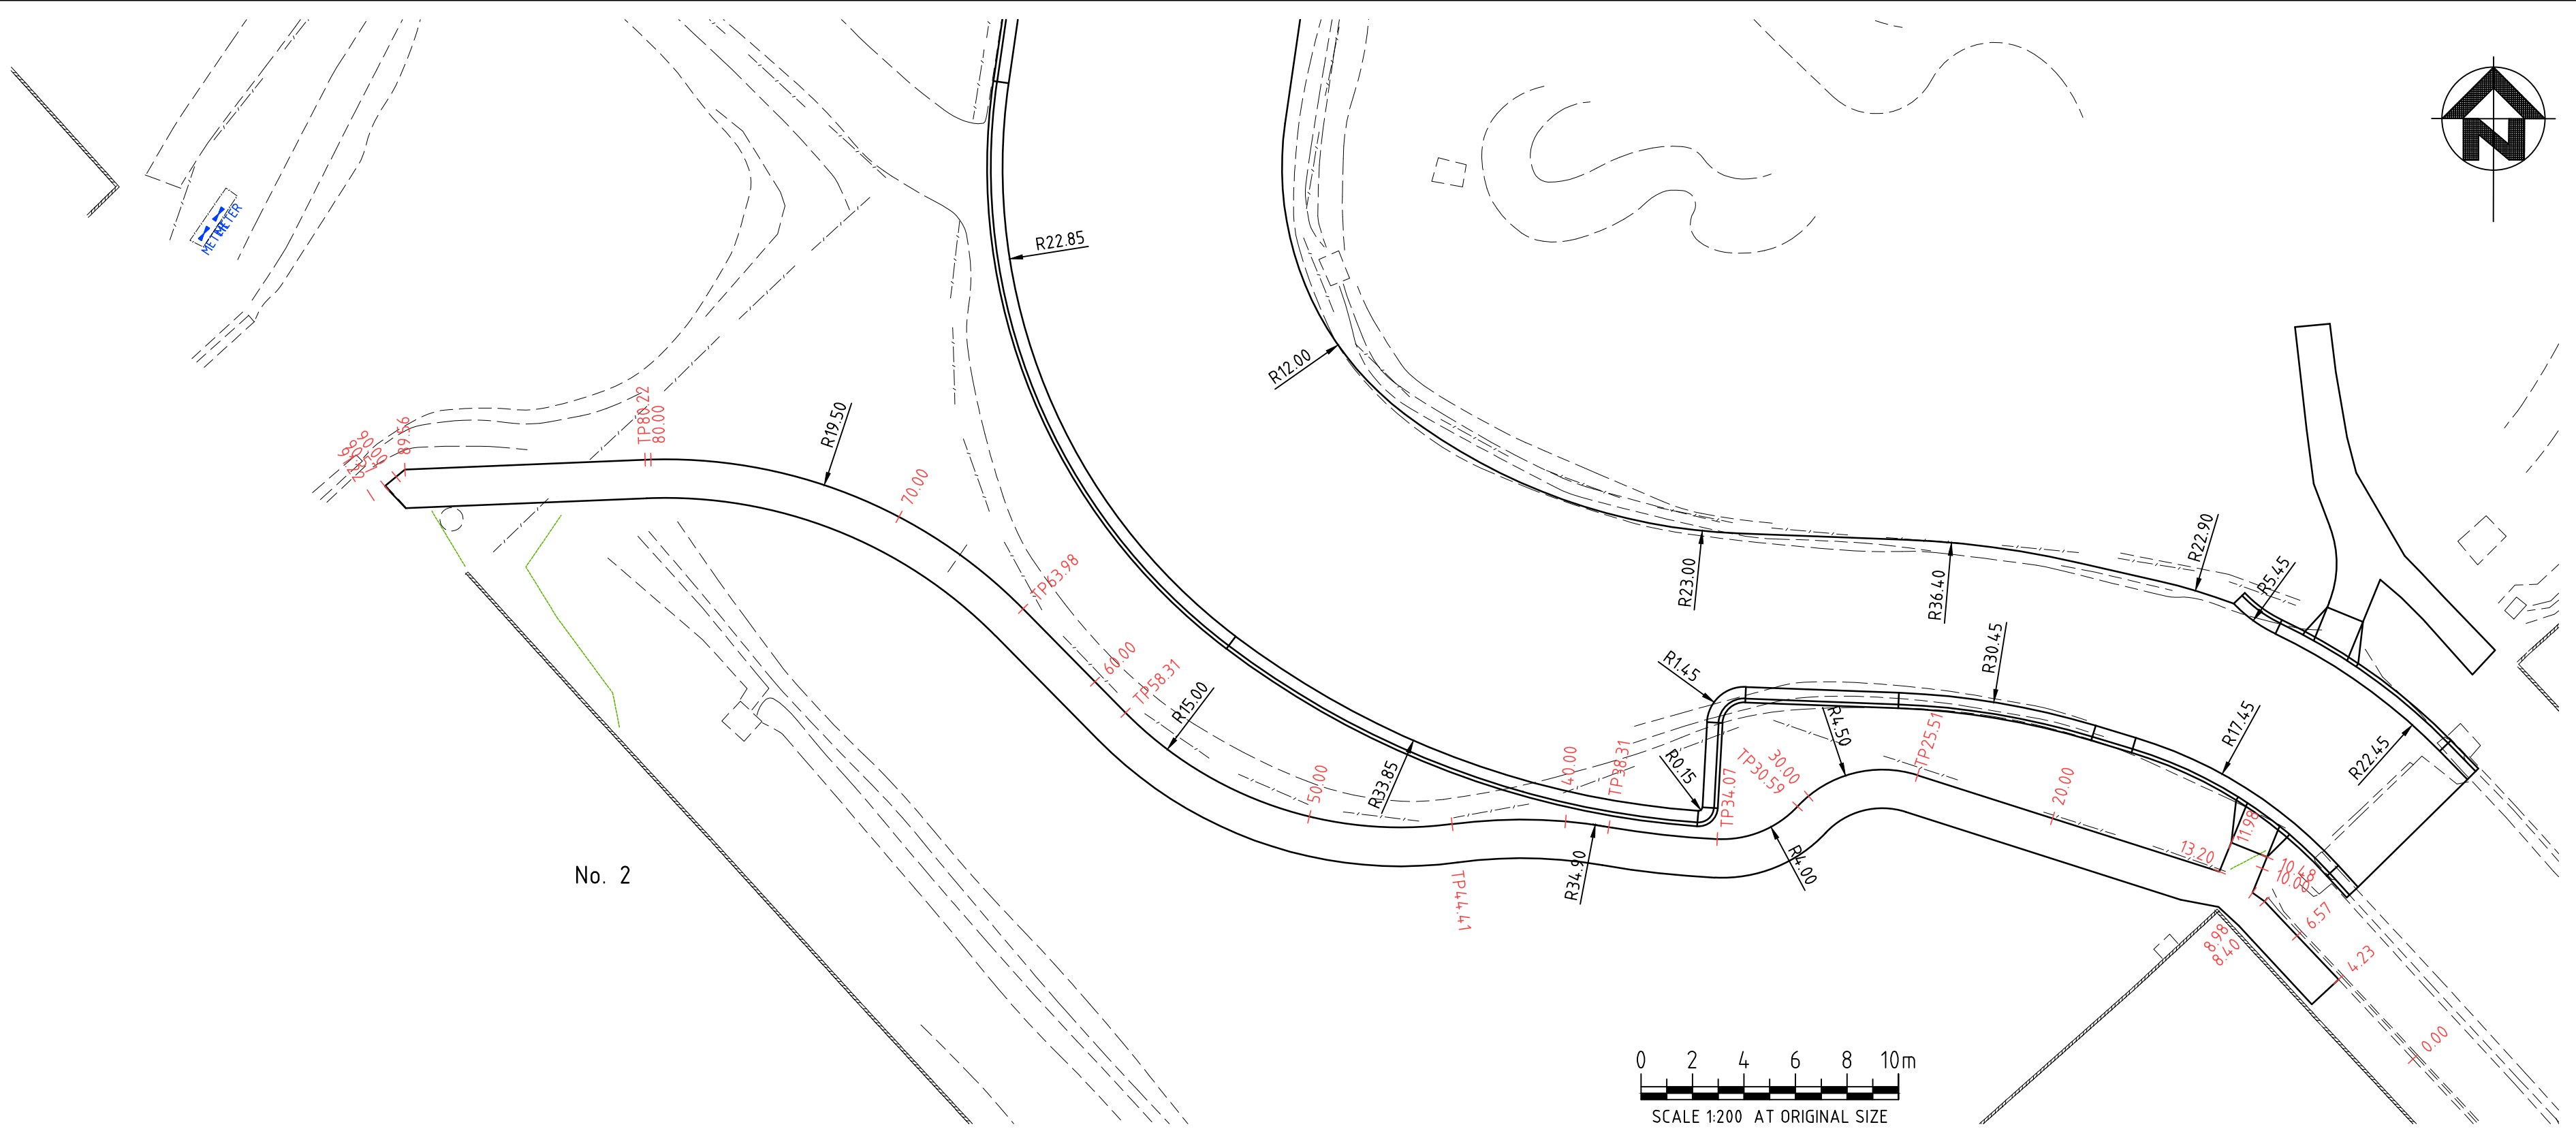 N
METER
METER
R22.85
R12.00
TP80.22
80.00
R19.50
89.56
90.00
70.00
TP63.98
60.00
TP58.31
R15.00
50.00
R33.85
40.00
TP38.31
R0.15
TP34.07
R1.45
R4.50
30.00
TP30.59
TP25.51
R30.45
R23.00
R36.40
R22.90
R5.45
R17.45
R22.45
20.00
13.20
11.98
10.48
10.00
6.57
8.98
8.40
4.23
0.00
TP44.41
R34.90
R4.00
No. 2
0 2 4 6 8 10m
SCALE 1:200 AT ORIGINAL SIZE